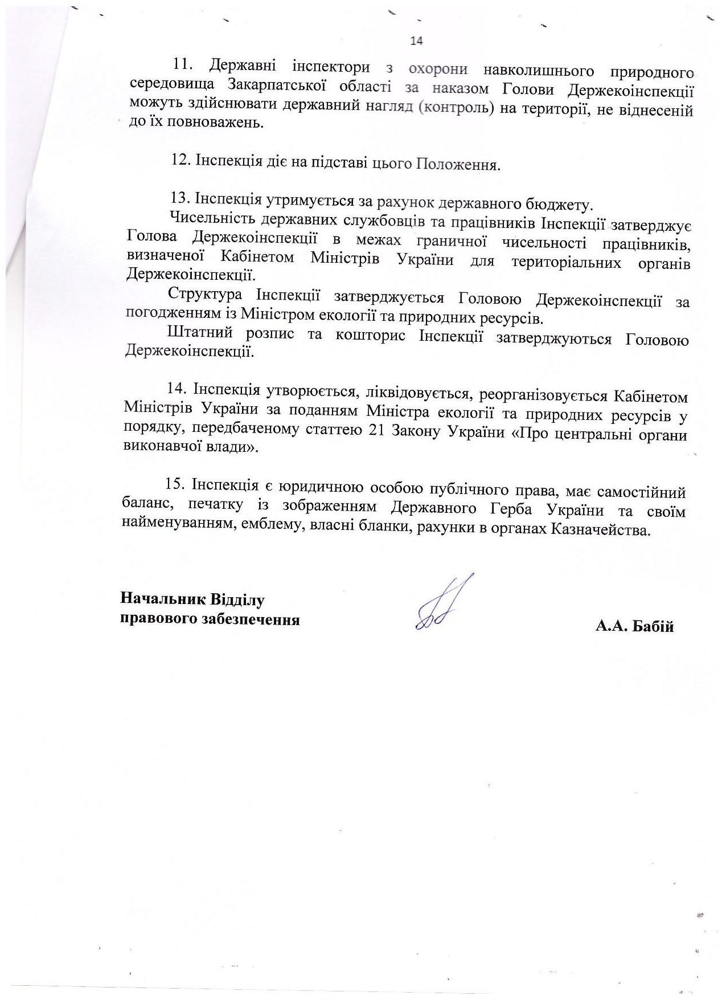 14
11. Державні інспектори з охорони навколишнього природного
середовища Закарпатської області за наказом Голови Держекоінспекції
можуть здійснювати державний нагляд (контроль) на території, не віднесеній
до їх повноважень.
12. Інспекція діє на підставі цього Положення.
13. Інспекція утримується за рахунок державного бюджету.
Чисельність державних службовців та працівників Інспекції затверджує
Голова Держекоінспекції в межах граничної чисельності працівників,
визначеної Кабінетом Міністрів України для територіальних органів
Держекоінспекції.
Структура Інспекції затверджується Головою Держекоінспекції за
погодженням із Міністром екології та природних ресурсів.
Штатний розпис та кошторис Інспекції затверджуються Головою
Держекоінспекції.
14. Інспекція утворюється, ліквідовується, реорганізовується Кабінетом
Міністрів України за поданням Міністра екології та природних ресурсів у
порядку, передбаченому статтею 21 Закону України «Про центральні органи
виконавчої влади».
15. Інспекція є юридичною особою публічного права, має самостійний
баланс, печатку із зображенням Державного Герба України та своїм
найменуванням, емблему, власні бланки, рахунки в органах Казначейства.
Начальник Відділу
правового забезпечення
А.А. Бабій